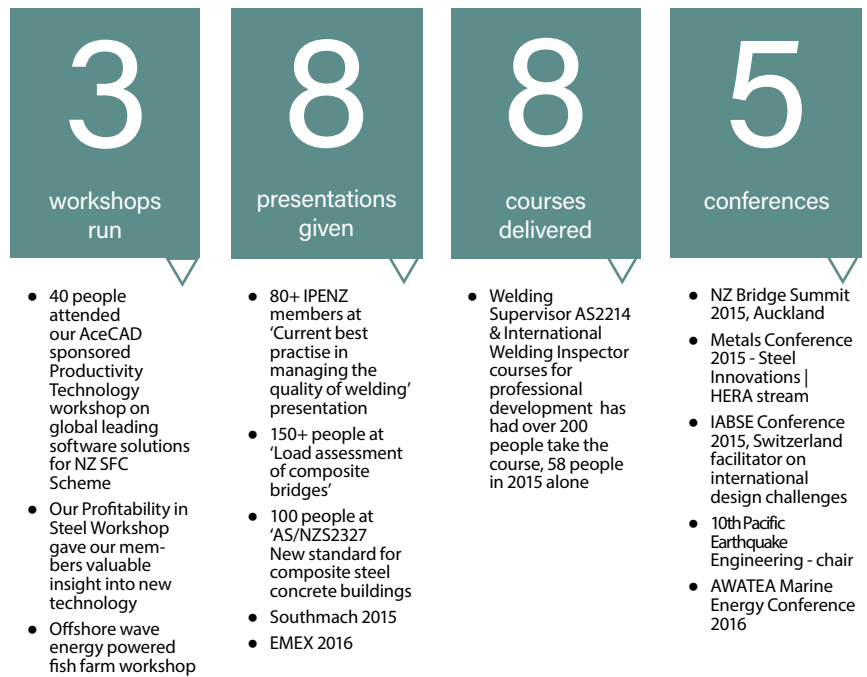 3
workshops
run
● 40 people
attended
our AceCAD
sponsored
Productivity
Technology
workshop on
global leading
software solutions
for NZ SFC
Scheme
● Our Profitability in
Steel Workshop
gave our mem-
bers valuable
insight into new
technology
● Offshore wave
energy powered
fish farm workshop
8
presentations
given
● 80+ IPENZ
members at
‘Current best
practise in
managing the
quality of welding’
presentation
● 150+ people at
‘Load assessment
of composite
bridges’
● 100 people at
‘AS/NZS2327
New standard for
composite steel
concrete buildings
● Southmach 2015
● EMEX 2016
8
courses
delivered
● Welding
Supervisor AS2214
& International
Welding Inspector
courses for
professional
development has
had over 200
people take the
course, 58 people
in 2015 alone
5
conferences
● NZ Bridge Summit
2015, Auckland
● Metals Conference
2015 - Steel
Innovations |
HERA stream
● IABSE Conference
2015, Switzerland
facilitator on
international
design challenges
● 10th Pacific
Earthquake
Engineering - chair
● AWATEA Marine
Energy Conference
2016